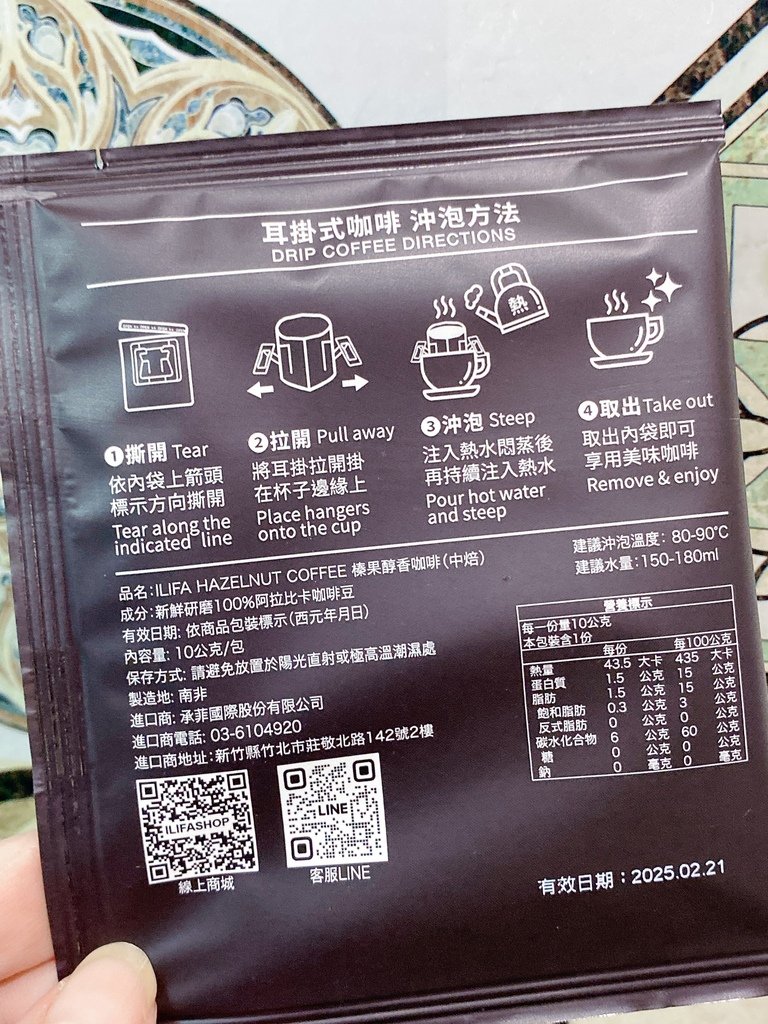 耳掛式咖啡 沖泡方法
DRIP COFFEE DIRECTIONS
熱
❶撕開 Tear
依內袋上箭頭
標示方向撕開
Tear along the
indicated line
❷拉開 Pull away
將耳掛拉開掛
在杯子邊緣上
Place hangers
onto the cup
❸沖泡 Steep
注入熱水悶蒸後
再持續注入熱水
Pour hot water
and steep
❹取出 Take out
取出內袋即可
享用美味咖啡
Remove & enjoy
品名:ILIFA HAZELNUT COFFEE 榛果醇香咖啡(中焙)
成分:新鮮研磨100%阿拉比卡咖啡豆
有效日期: 依商品包裝標示(西元年月日)
內容量: 10公克/包
保存方式: 請避免放置於陽光直射或極高溫潮濕處
製造地: 南非
進口商: 承菲國際股份有限公司
進口商電話: 03-6104920
進口商地址: 新竹縣竹北市莊敬北路142號2樓
建議沖泡溫度: 80-90℃
建議水量:150-180ml
營養標示
每一份量10公克
本包裝含1份
每份 每100公克
熱量 43.5 大卡 435 大卡
蛋白質 1.5 公克 15 公克
脂肪 1.5 公克 15 公克
飽和脂肪 0.3 公克 3 公克
反式脂肪 0 公克 0 公克
碳水化合物 6 公克 60 公克
糖 0 公克 0 公克
鈉 0 毫克 0 毫克
ILIFASHOP
線上商城
LINE
客服LINE
有效日期：2025.02.21